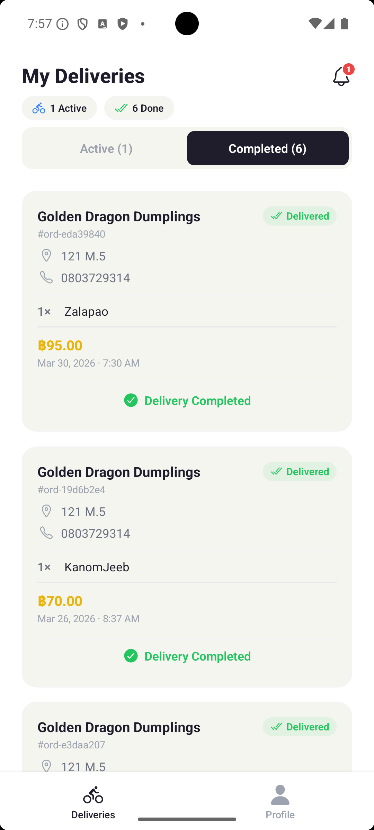 7:57
My Deliveries
1
1 Active
6 Done
Active (1)
Completed (6)
Golden Dragon Dumplings
Delivered
#ord-eda39840
121 M.5
0803729314
1× Zalapao
฿95.00
Mar 30, 2026 · 7:30 AM
Delivery Completed
Golden Dragon Dumplings
Delivered
#ord-19d6b2e4
121 M.5
0803729314
1× KanomJeeb
฿70.00
Mar 26, 2026 · 8:37 AM
Delivery Completed
Golden Dragon Dumplings
Delivered
#ord-e3daa207
121 M.5
Deliveries
Profile